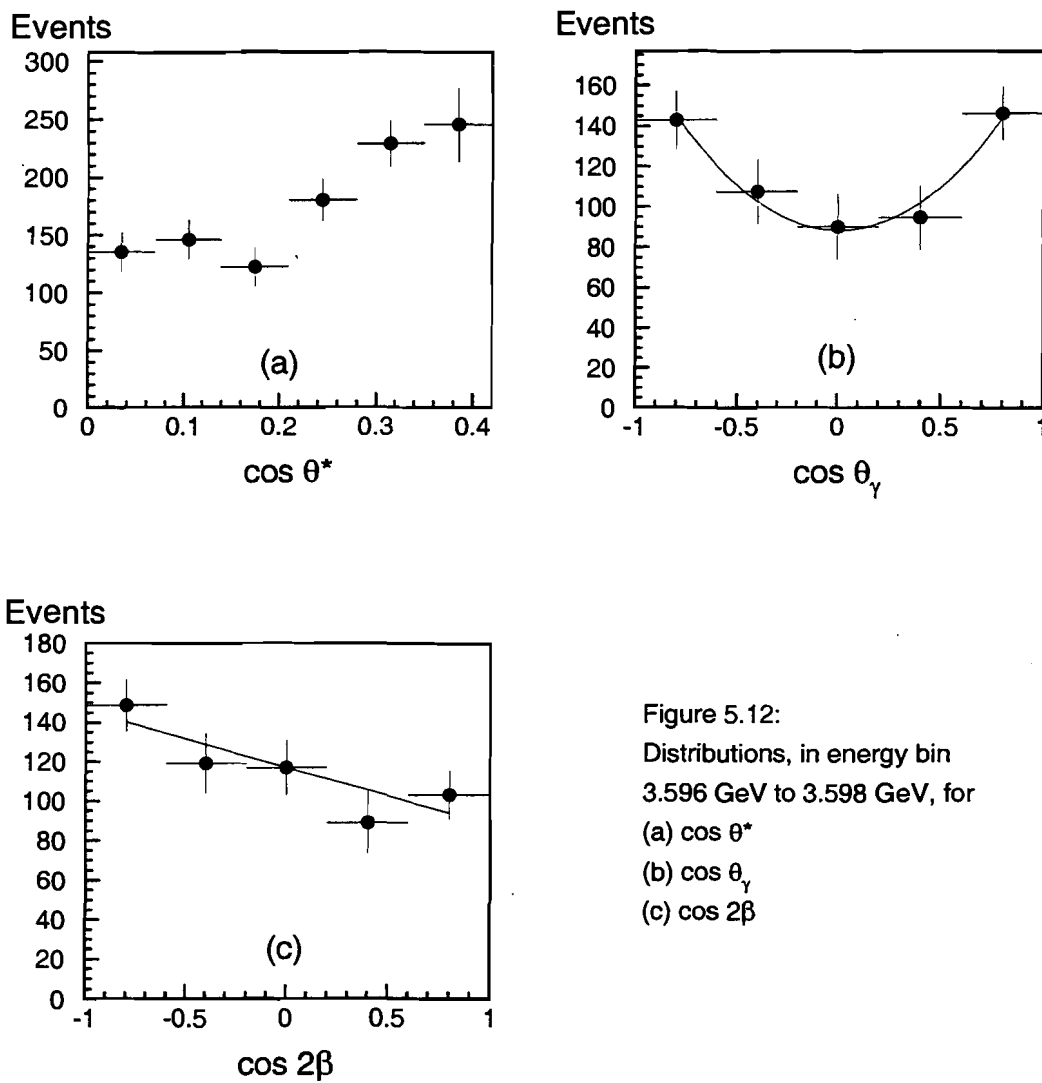 Events
300
250
200
150
100
50
0
0 0.1 0.2 0.3 0.4
(a)
cos θ*
Events
160
140
120
100
80
60
40
20
0
-1 -0.5 0 0.5 1
(b)
cos θγ
Events
180
160
140
120
100
80
60
40
20
0
-1 -0.5 0 0.5 1
(c)
cos 2β
Figure 5.12:
Distributions, in energy bin
3.596 GeV to 3.598 GeV, for
(a) cos θ*
(b) cos θγ
(c) cos 2β